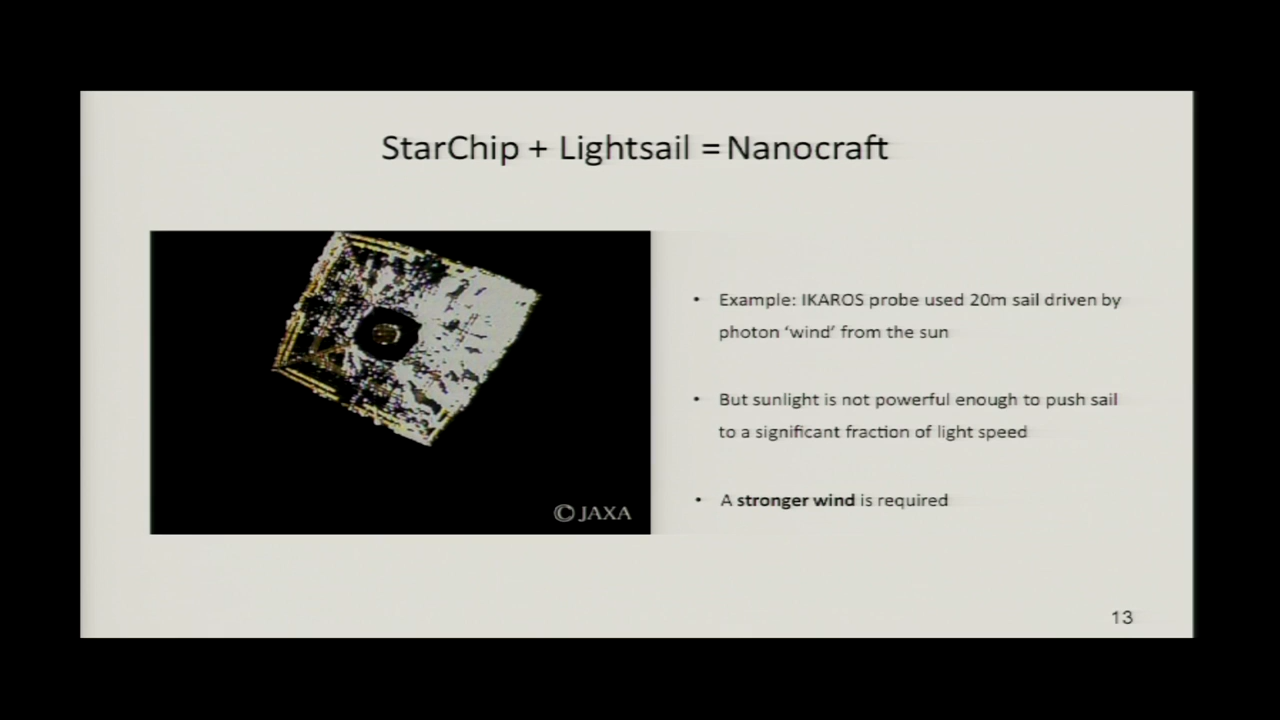 StarChip + Lightsail = Nanocraft
• Example: IKAROS probe used 20m sail driven by
photon ‘wind’ from the sun
• But sunlight is not powerful enough to push sail
to a significant fraction of light speed
• A stronger wind is required
© JAXA
13